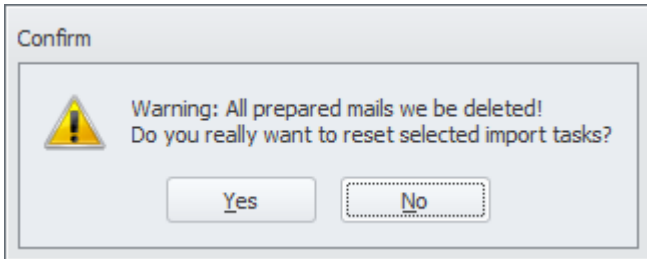 Confirm
Warning: All prepared mails we be deleted!
Do you really want to reset selected import tasks?
Yes No